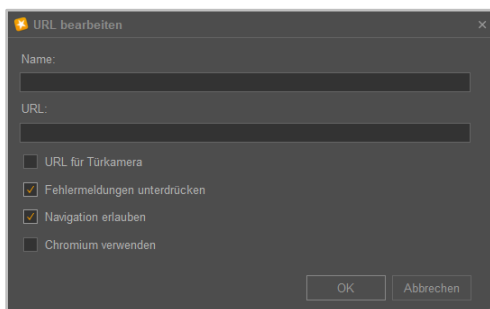 URL bearbeiten
Name:
URL:
URL für Türkamera
Fehlermeldungen unterdrücken
Navigation erlauben
Chromium verwenden
OK Abbrechen